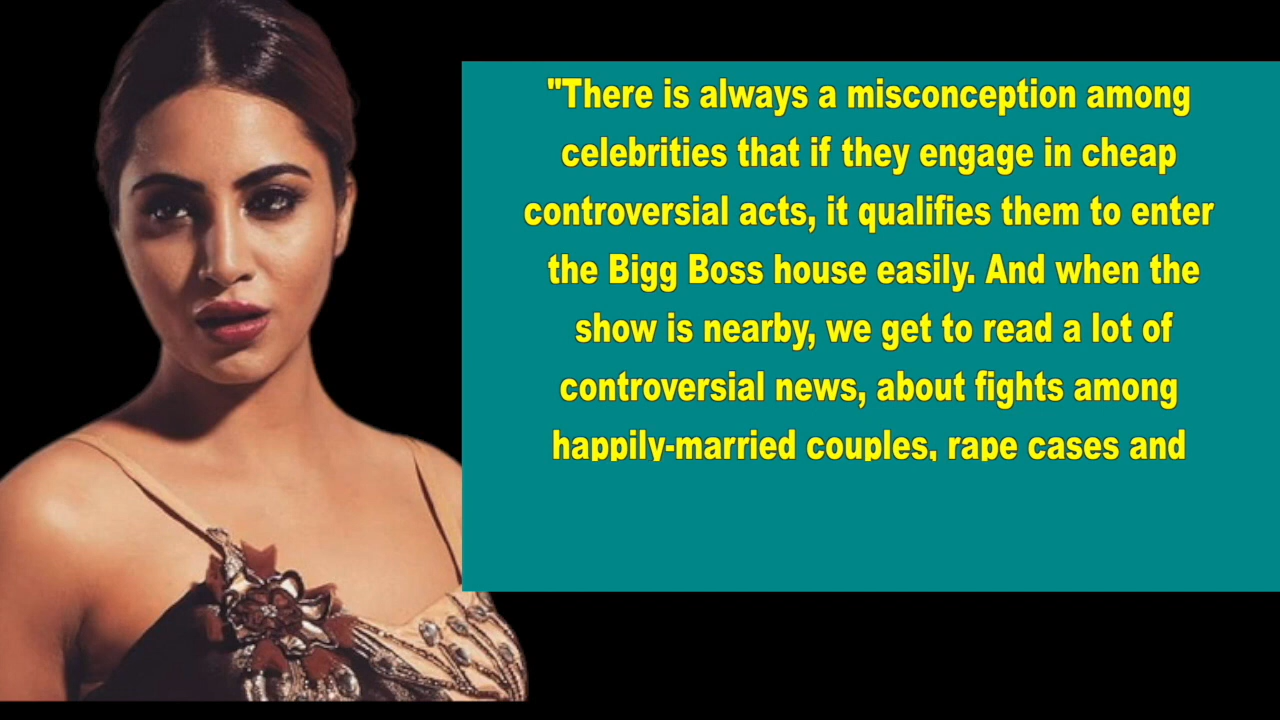 "There is always a misconception among
celebrities that if they engage in cheap
controversial acts, it qualifies them to enter
the Bigg Boss house easily. And when the
show is nearby, we get to read a lot of
controversial news, about fights among
happily-married couples, rape cases and